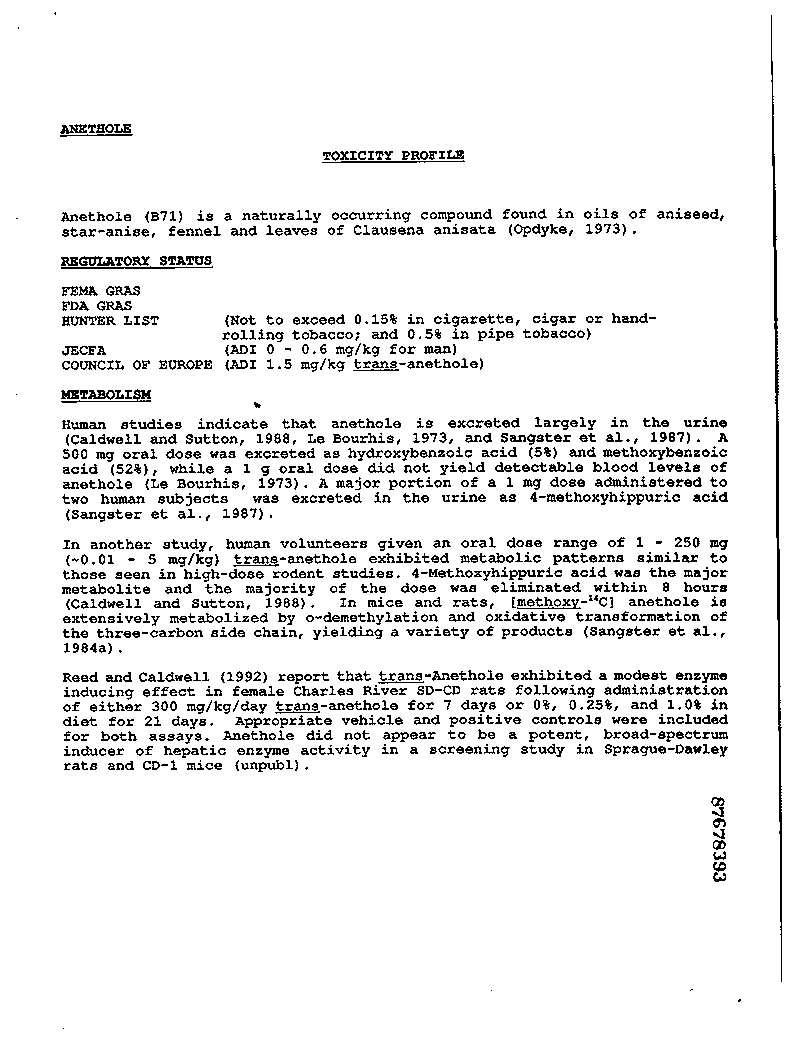 ANETHOLE
TOXICITY PROFILE
Anethole (B71) is a naturally occurring compound found in oils of aniseed,
star-anise, fennel and leaves of Clausena anisata (Opdyke, 1973).
REGULATORY STATUS
FEMA GRAS
FDA GRAS
HUNTER LIST (Not to exceed 0.15% in cigarette, cigar or hand-
rolling tobacco; and 0.5% in pipe tobacco)
JECFA (ADI 0 - 0.6 mg/kg for man)
COUNCIL OF EUROPE (ADI 1.5 mg/kg trans-anethole)
METABOLISM
Human studies indicate that anethole is excreted largely in the urine
(Caldwell and Sutton, 1988, Le Bourhis, 1973, and Sangster et al., 1987). A
500 mg oral dose was excreted as hydroxybenzoic acid (5%) and methoxybenzoic
acid (52%), while a 1 g oral dose did not yield detectable blood levels of
anethole (Le Bourhis, 1973). A major portion of a 1 mg dose administered to
two human subjects was excreted in the urine as 4-methoxyhippuric acid
(Sangster et al., 1987).
In another study, human volunteers given an oral dose range of 1 - 250 mg
(~0.01 - 5 mg/kg) trans-anethole exhibited metabolic patterns similar to
those seen in high-dose rodent studies. 4-Methoxyhippuric acid was the major
metabolite and the majority of the dose was eliminated within 8 hours
(Caldwell and Sutton, 1988). In mice and rats, [methoxy-¹⁴C] anethole is
extensively metabolized by o-demethylation and oxidative transformation of
the three-carbon side chain, yielding a variety of products (Sangster et al.,
1984a).
Reed and Caldwell (1992) report that trans-Anethole exhibited a modest enzyme
inducing effect in female Charles River SD-CD rats following administration
of either 300 mg/kg/day trans-anethole for 7 days or 0%, 0.25%, and 1.0% in
diet for 21 days. Appropriate vehicle and positive controls were included
for both assays. Anethole did not appear to be a potent, broad-spectrum
inducer of hepatic enzyme activity in a screening study in Sprague-Dawley
rats and CD-1 mice (unpubl).
87678393